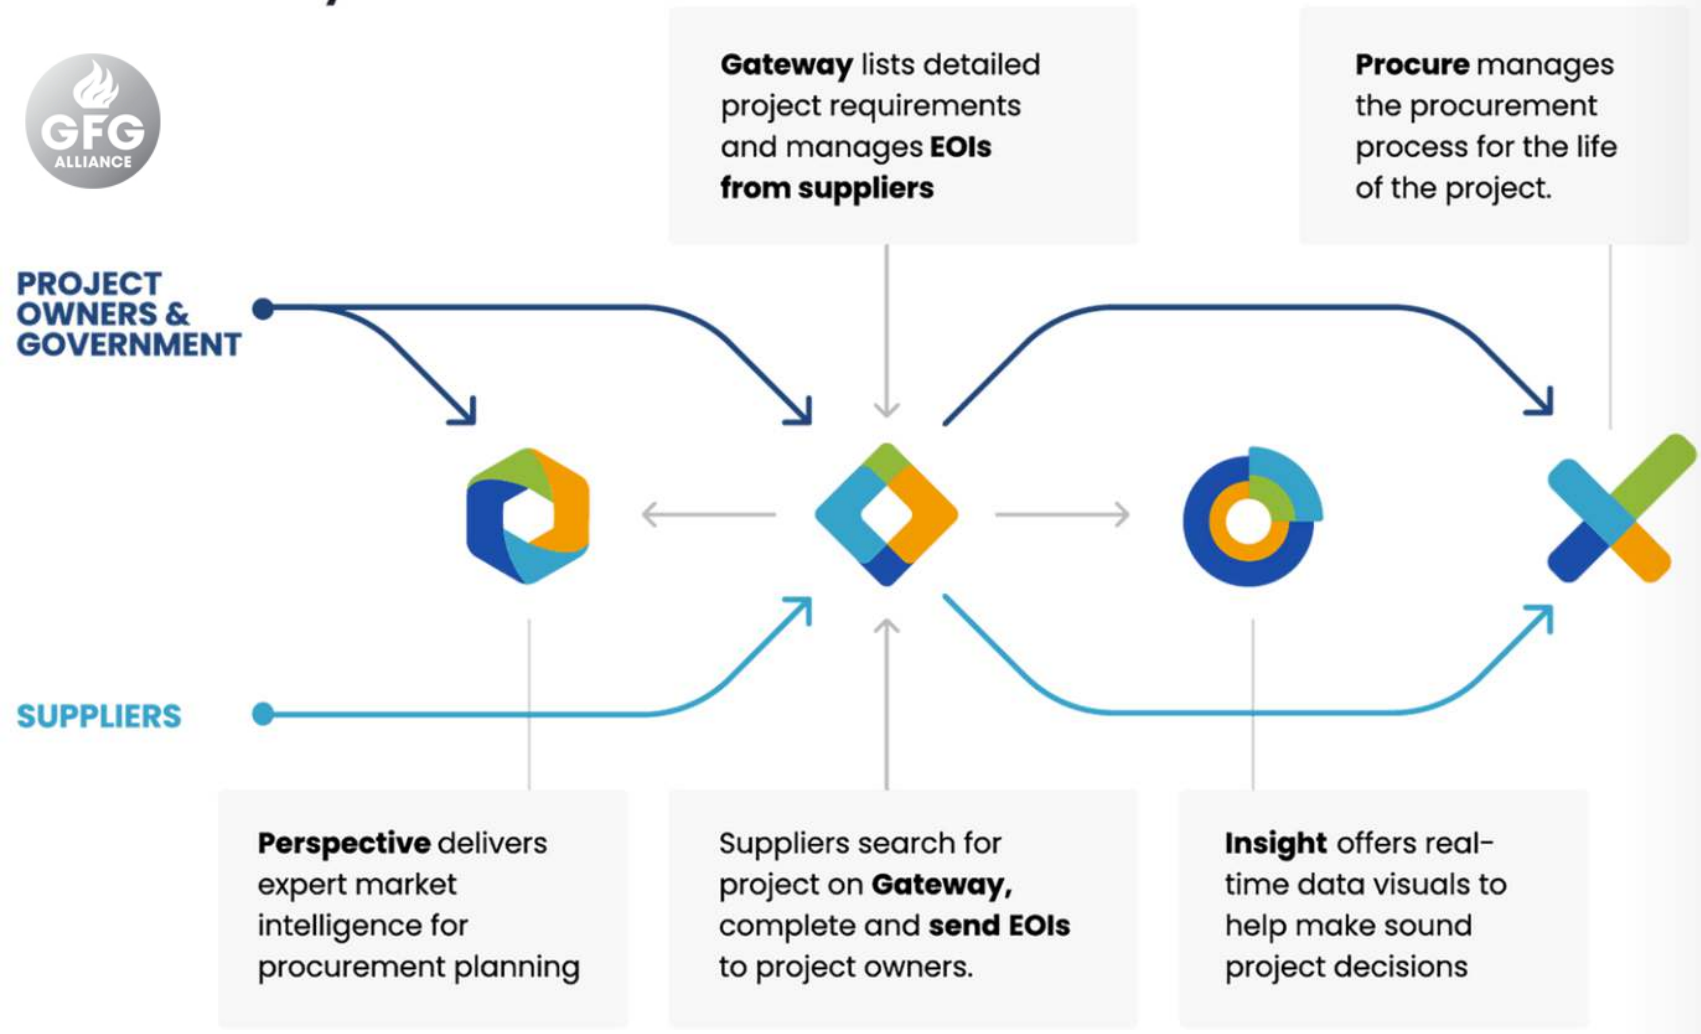 GFG
ALLIANCE
Gateway lists detailed
project requirements
and manages EOIs
from suppliers
Procure manages
the procurement
process for the life
of the project.
PROJECT
OWNERS &
GOVERNMENT
SUPPLIERS
Perspective delivers
expert market
intelligence for
procurement planning
Suppliers search for
project on Gateway,
complete and send EOIs
to project owners.
Insight offers real-
time data visuals to
help make sound
project decisions